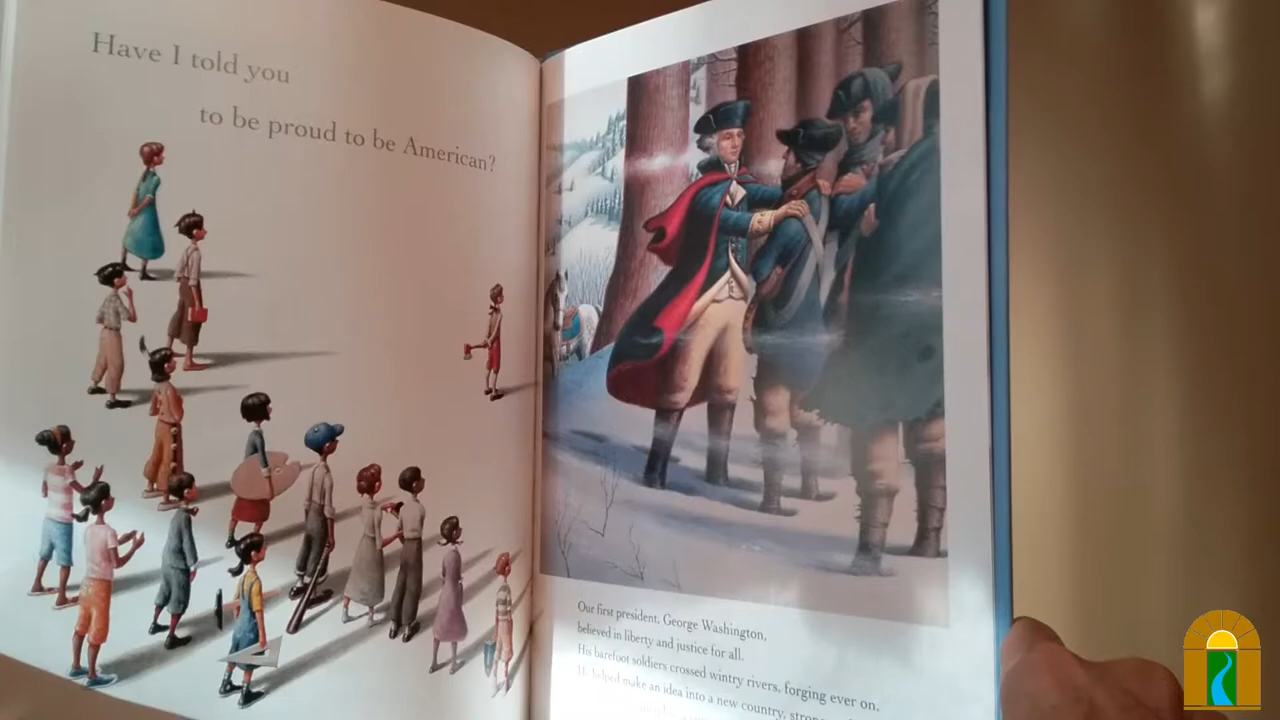 Have I told you
to be proud to be American?
Our first president, George Washington,
believed in liberty and justice for all.
His barefoot soldiers crossed wintry rivers, forging ever on.
He helped make an idea into a new country,